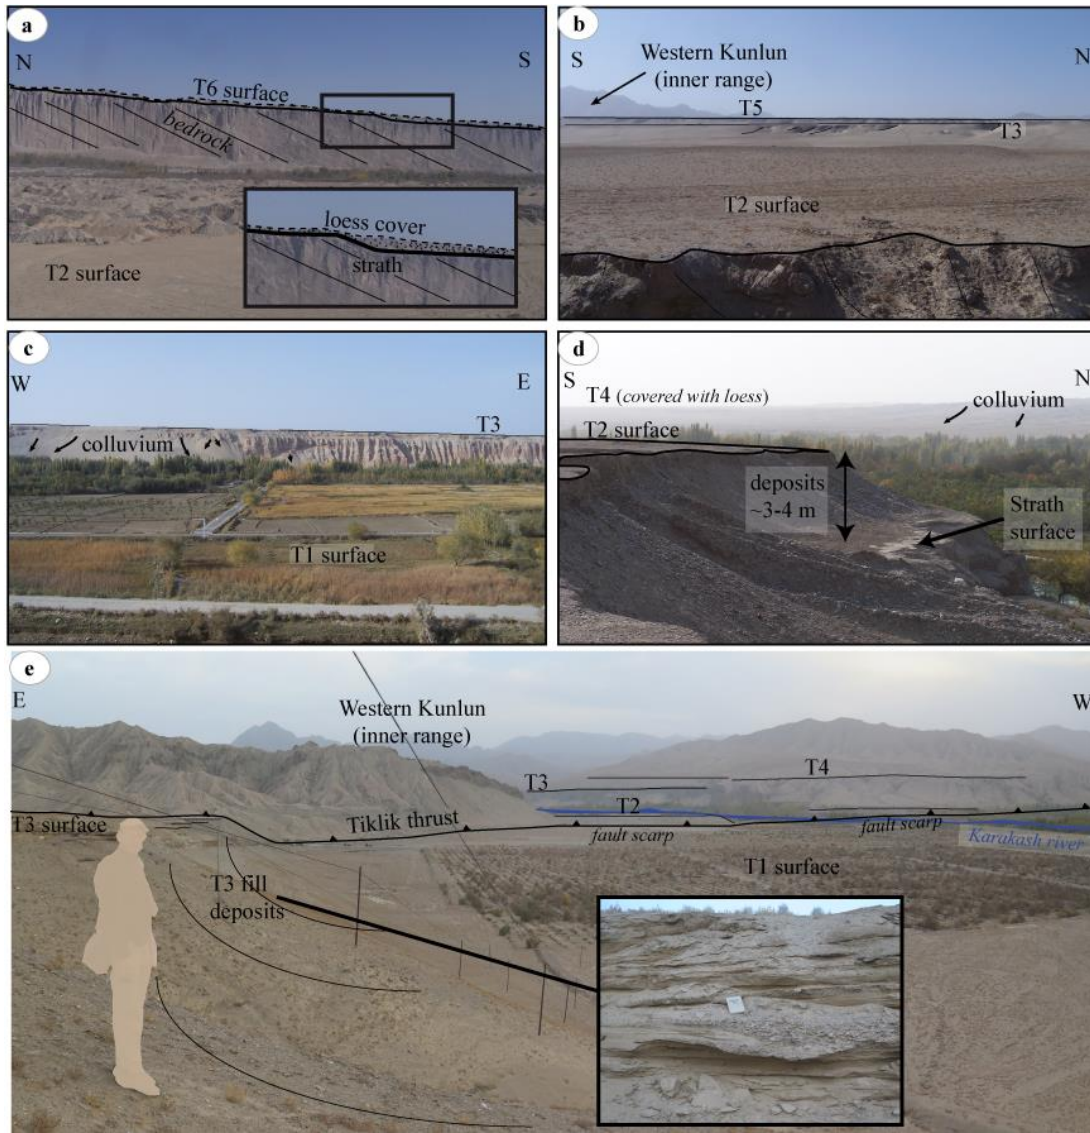 a
N
S
T6 surface
bedrock
loess cover
strath
T2 surface
b
S
N
Western Kunlun
(inner range)
T5
T3
T2 surface
c
W
E
T3
colluvium
T1 surface
d
S
N
T4 (covered with loess)
colluvium
T2 surface
deposits
~3-4 m
Strath
surface
e
E
W
Western Kunlun
(inner range)
T3
T4
T2
T3 surface
Tiklik thrust
fault scarp
fault scarp
Karakash river
T1 surface
T3 fill
deposits